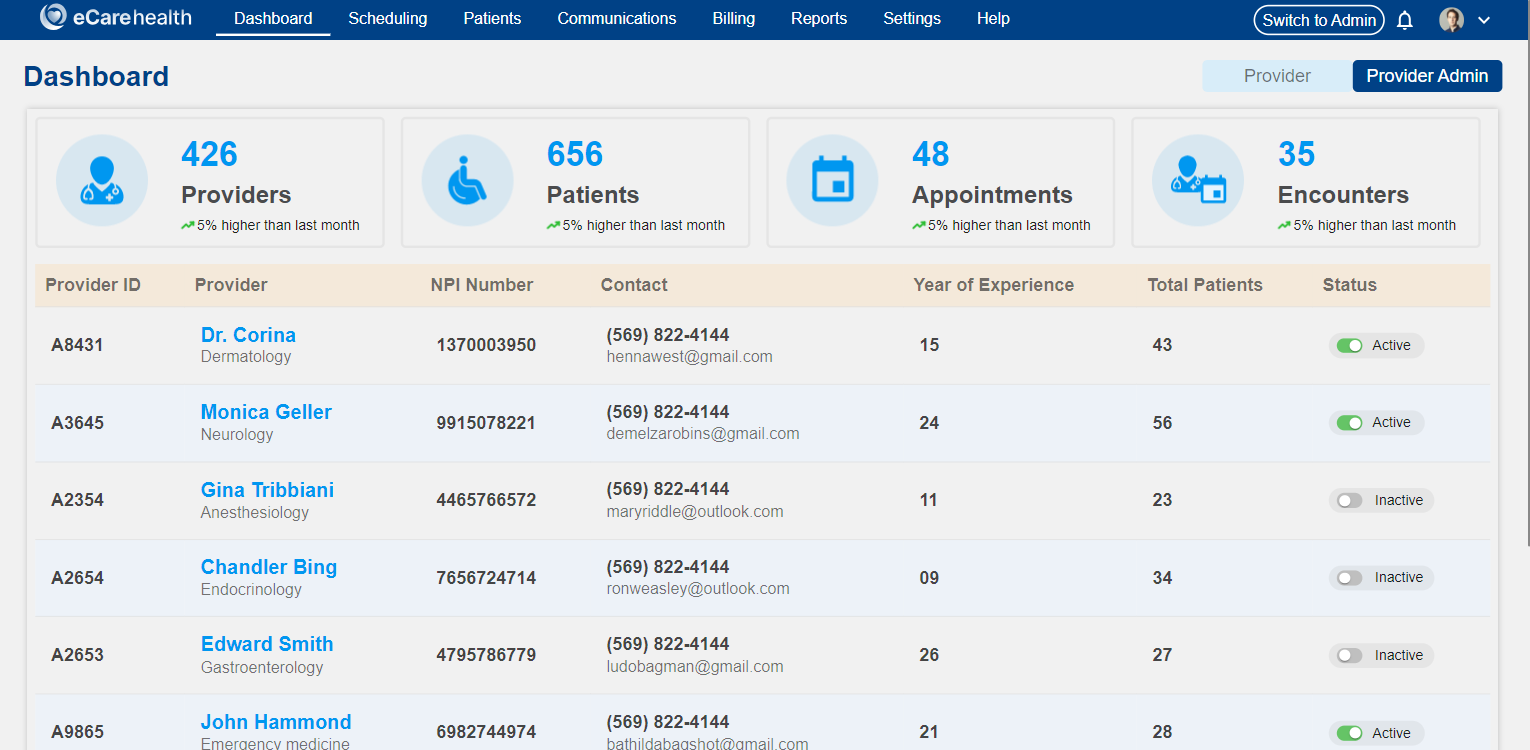 eCarehealth Dashboard Scheduling Patients Communications Billing Reports Settings Help Switch to Admin
Dashboard Provider Provider Admin
426 656 48 35
Providers Patients Appointments Encounters
5% higher than last month 5% higher than last month 5% higher than last month 5% higher than last month
Provider ID Provider NPI Number Contact Year of Experience Total Patients Status
A8431 Dr. Corina 1370003950 (569) 822-4144 15 43 Active
Dermatology hennawest@gmail.com
A3645 Monica Geller 9915078221 (569) 822-4144 24 56 Active
Neurology demelzarobins@gmail.com
A2354 Gina Tribbiani 4465766572 (569) 822-4144 11 23 Inactive
Anesthesiology maryriddle@outlook.com
A2654 Chandler Bing 7656724714 (569) 822-4144 09 34 Inactive
Endocrinology ronweasley@outlook.com
A2653 Edward Smith 4795786779 (569) 822-4144 26 27 Inactive
Gastroenterology ludobagman@gmail.com
A9865 John Hammond 6982744974 (569) 822-4144 21 28 Active
Emergency medicine bathildabagshot@gmail.com